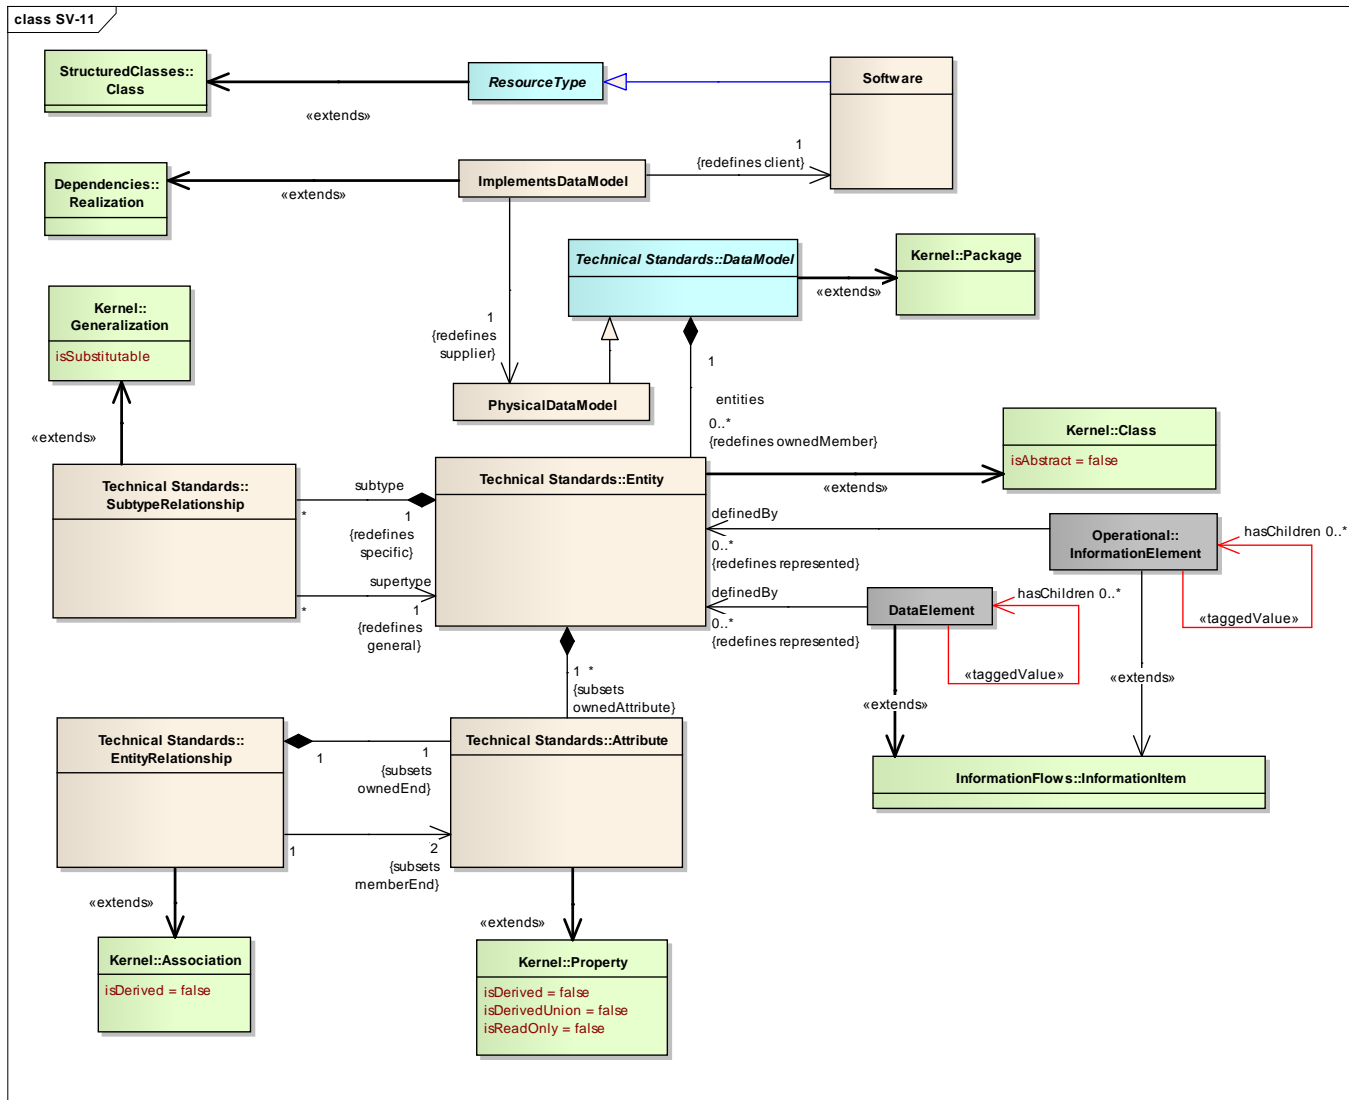 class SV-11
StructuredClasses::
Class
ResourceType
Software
«extends»
1
{redefines client}
Dependencies::
Realization
ImplementsDataModel
«extends»
Technical Standards::DataModel
Kernel::Package
«extends»
Kernel::
Generalization
isSubstitutable
1
{redefines
supplier}
1
PhysicalDataModel
entities
0..*
{redefines ownedMember}
Kernel::Class
isAbstract = false
«extends»
Technical Standards::
SubtypeRelationship
subtype
*
1
{redefines
specific}
Technical Standards::Entity
«extends»
definedBy
0..*
{redefines represented}
Operational::
InformationElement
hasChildren 0..*
supertype
*
1
{redefines
general}
definedBy
0..*
{redefines represented}
DataElement
hasChildren 0..*
«taggedValue»
«taggedValue»
«extends»
«extends»
1
*
{subsets
ownedAttribute}
Technical Standards::
EntityRelationship
1
1
{subsets
ownedEnd}
Technical Standards::Attribute
InformationFlows::InformationItem
1
2
{subsets
memberEnd}
«extends»
«extends»
Kernel::Association
isDerived = false
Kernel::Property
isDerived = false
isDerivedUnion = false
isReadOnly = false